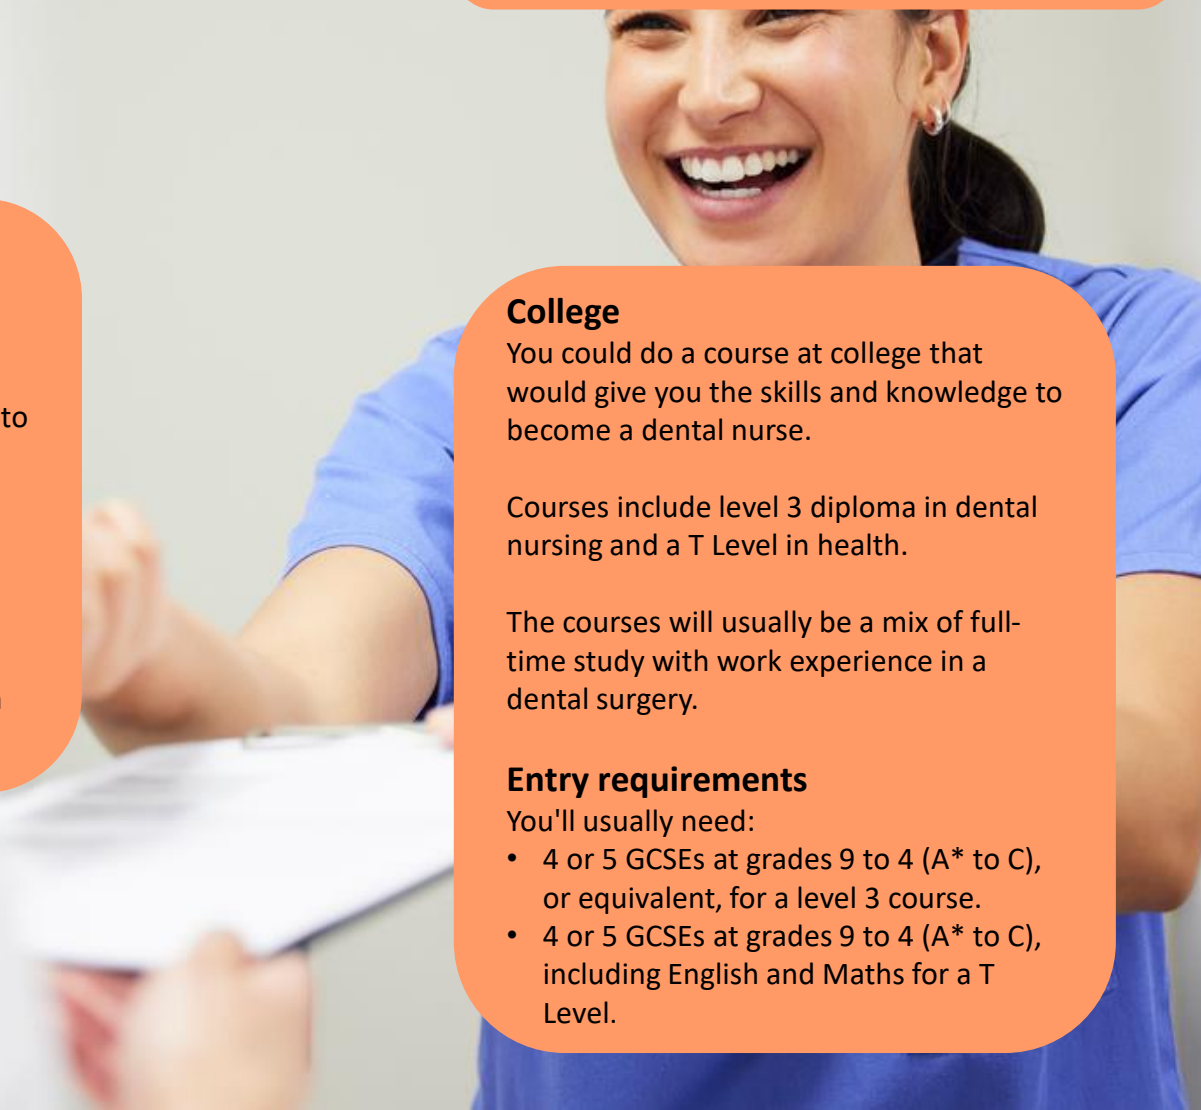 to
College
You could do a course at college that
would give you the skills and knowledge to
become a dental nurse.
Courses include level 3 diploma in dental
nursing and a T Level in health.
The courses will usually be a mix of full-
time study with work experience in a
dental surgery.
Entry requirements
You'll usually need:
• 4 or 5 GCSEs at grades 9 to 4 (A* to C),
or equivalent, for a level 3 course.
• 4 or 5 GCSEs at grades 9 to 4 (A* to C),
including English and Maths for a T
Level.